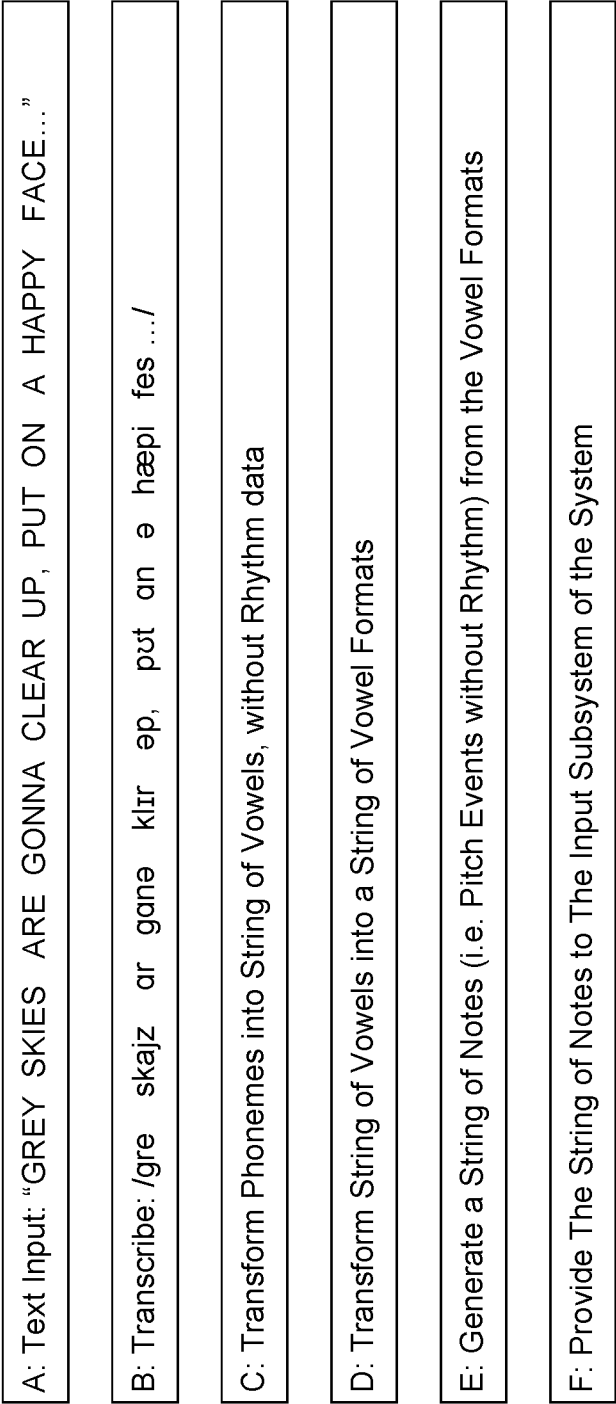 A: Text Input: “GREY SKIES ARE GONNA CLEAR UP, PUT ON A HAPPY FACE...”
B: Transcribe: /gre skajz ɑr gɑnə klɪr əp, pʊt ɑn ə hæpi fes .../
C: Transform Phonemes into String of Vowels, without Rhythm data
D: Transform String of Vowels into a String of Vowel Formats
E: Generate a String of Notes (i.e. Pitch Events without Rhythm) from the Vowel Formats
F: Provide The String of Notes to The Input Subsystem of the System